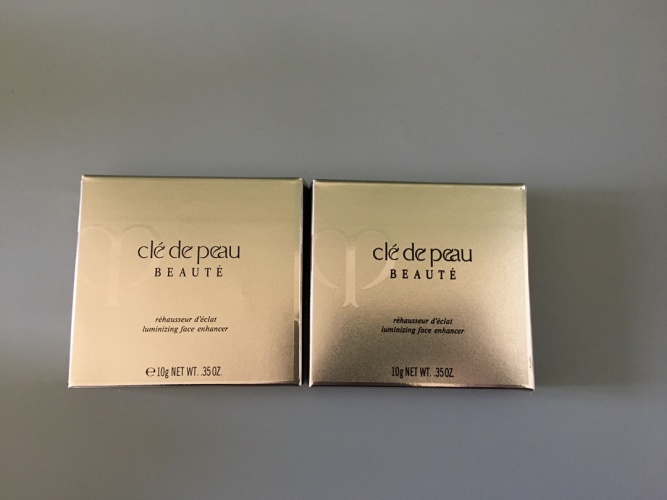 clé de peau
BEAUTÉ
réhausseur d'éclat
luminizing face enhancer
℮10g NET WT. .35 OZ.
clé de peau
BEAUTÉ
réhausseur d'éclat
luminizing face enhancer
10g NET WT. .35 OZ.